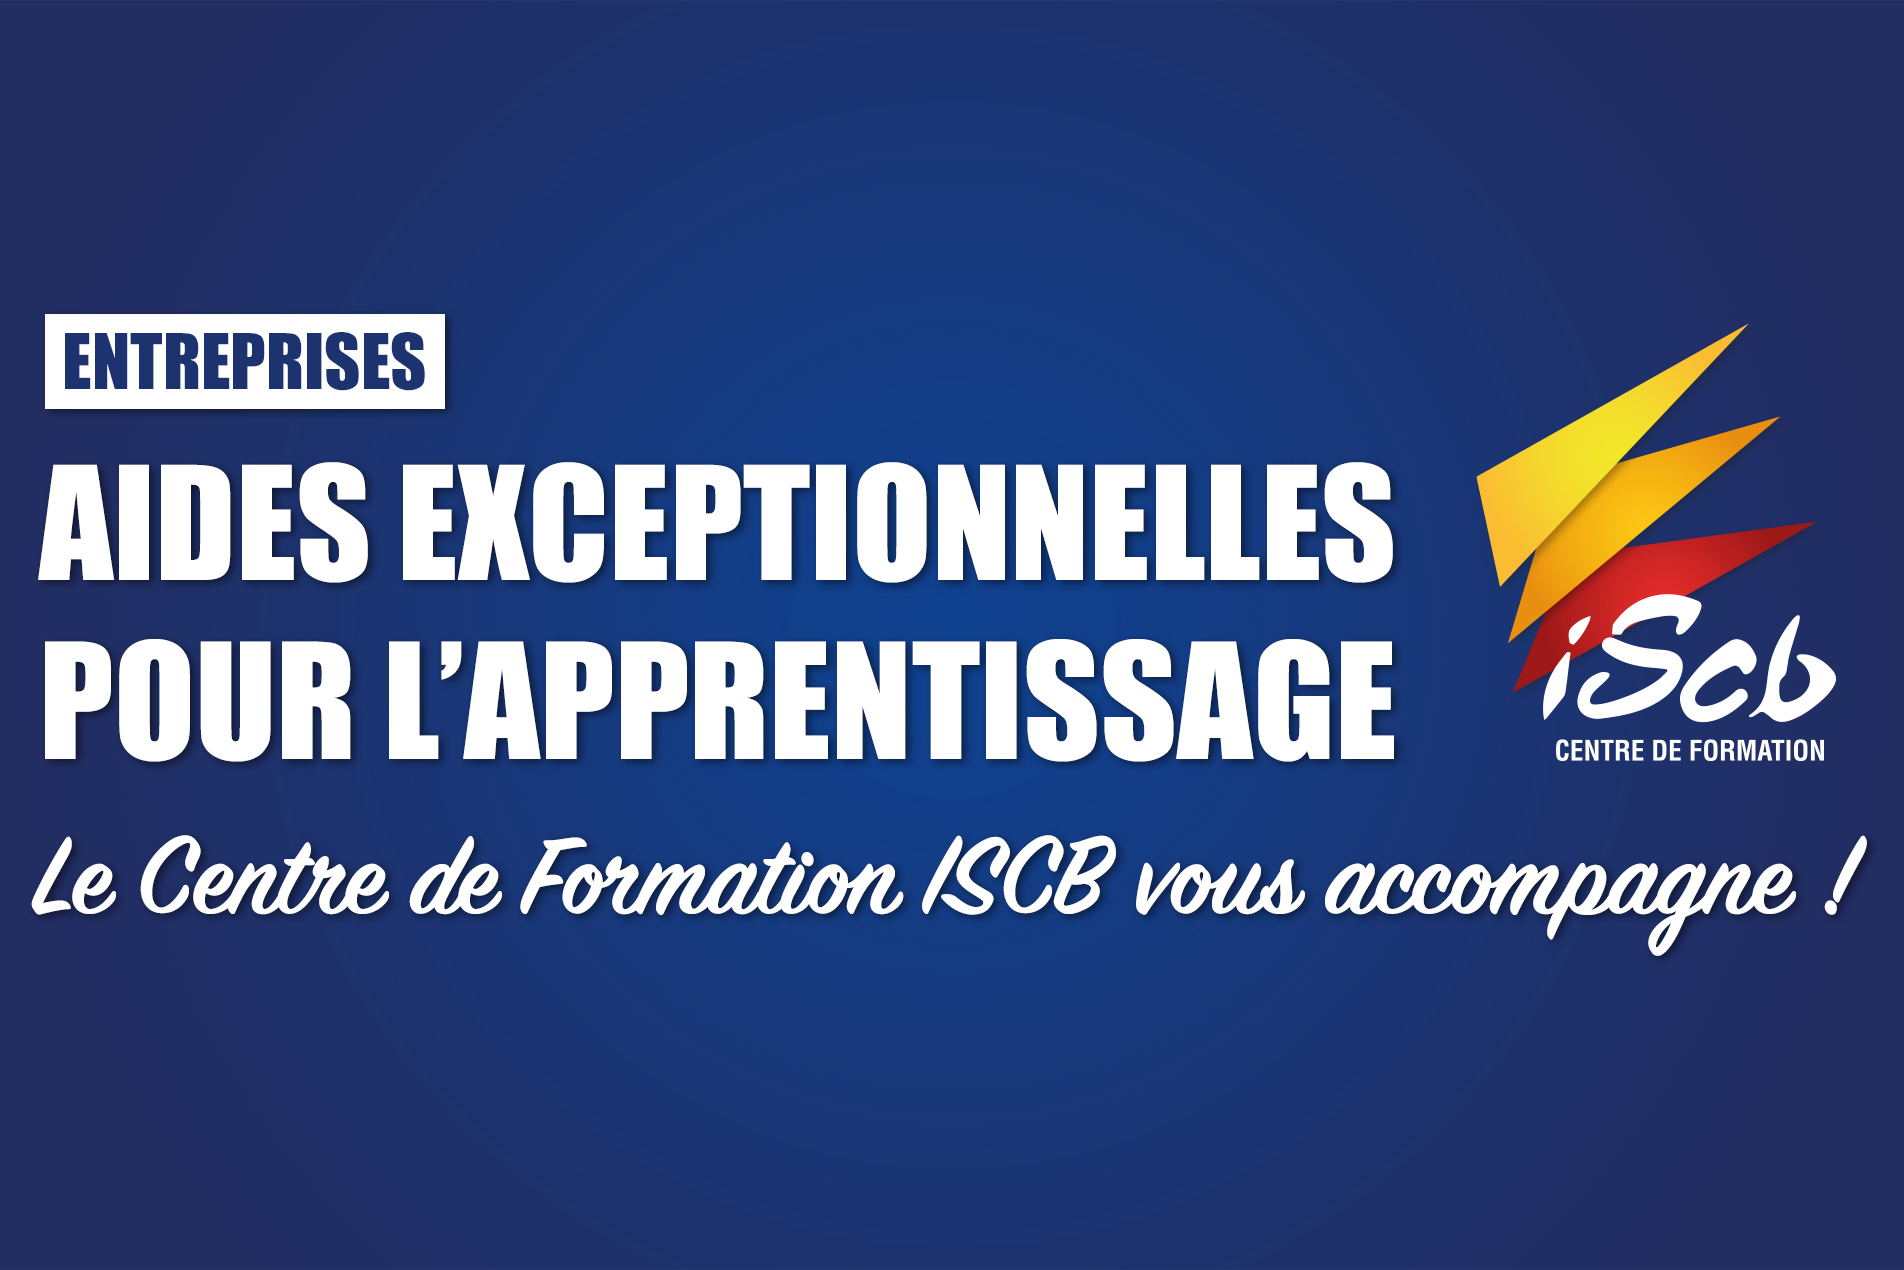 ENTREPRISES
AIDES EXCEPTIONNELLES
POUR L’APPRENTISSAGE
iScb
CENTRE DE FORMATION
Le Centre de Formation ISCB vous accompagne !